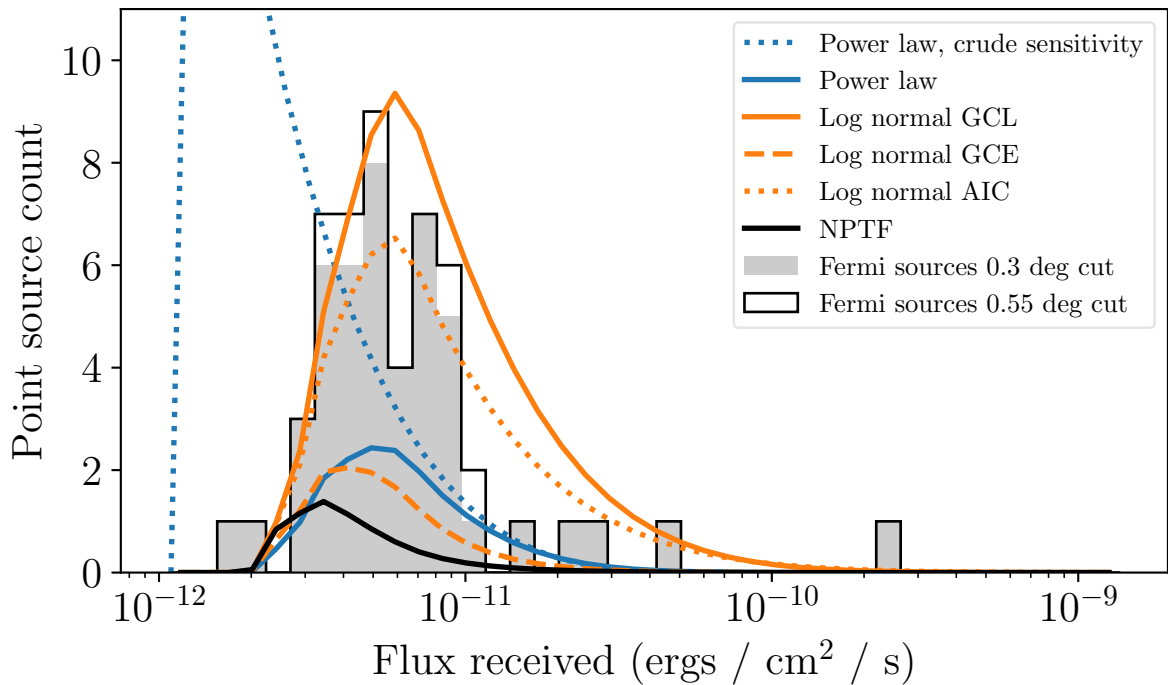 Point source count
10
8
6
4
2
0
10⁻¹²
10⁻¹¹
10⁻¹⁰
10⁻⁹
Flux received (ergs / cm² / s)
Power law, crude sensitivity
Power law
Log normal GCL
Log normal GCE
Log normal AIC
NPTF
Fermi sources 0.3 deg cut
Fermi sources 0.55 deg cut